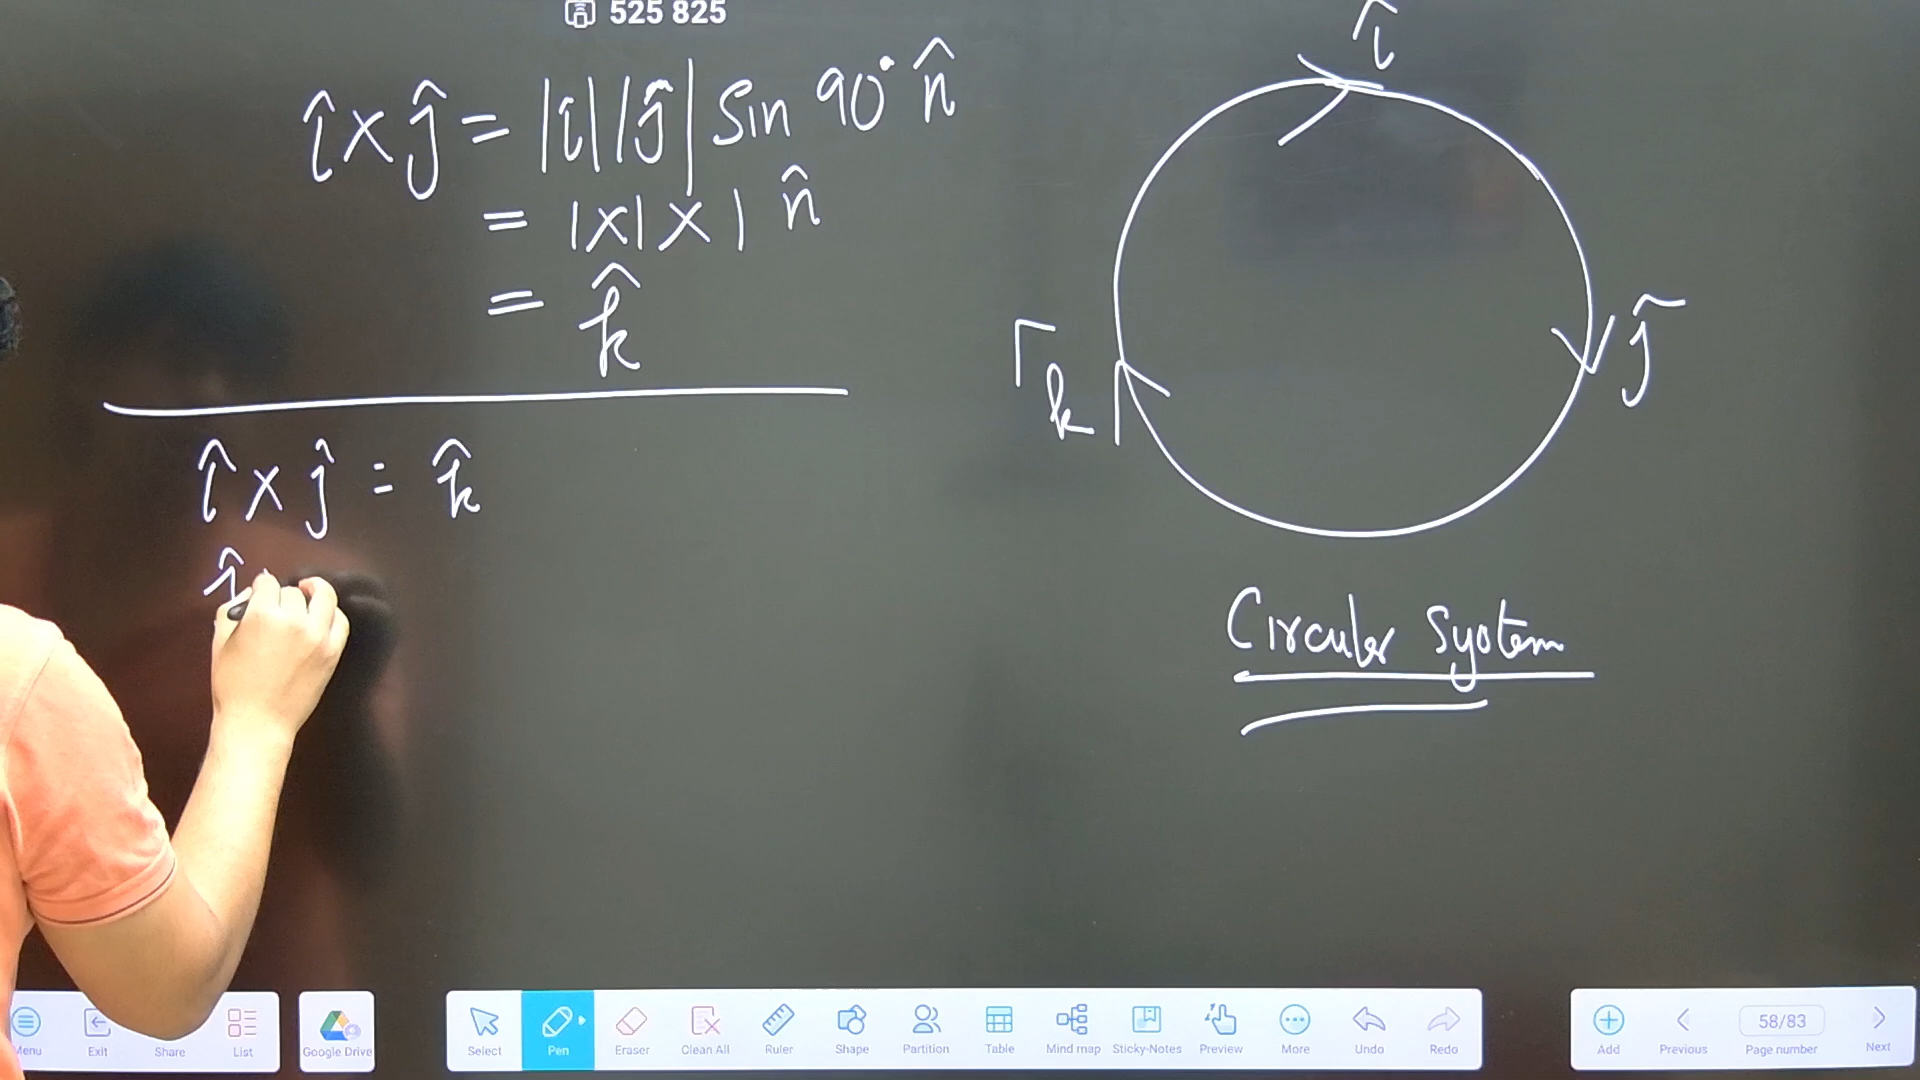 525 825
î × ĵ = |î| |ĵ| sin 90° n̂
= 1×1×1 n̂
= k̂
î × ĵ = k̂
î
ĵ
k
Circular System
Menu
Exit
Share
List
Google Drive
Select
Pen
Eraser
Clean All
Ruler
Shape
Partition
Table
Mind map
Sticky-Notes
Preview
More
Undo
Redo
Add
Previous
58/83
Page number
Next